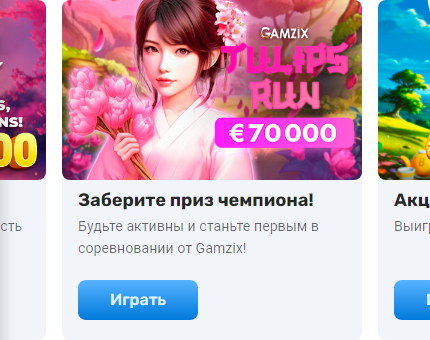 GAMZIX
TULIPS
RUN
€70000
NS!
00
Заберите приз чемпиона!
Будьте активны и станьте первым в
соревновании от Gamzix!
Играть
сть
Акц
Выиг